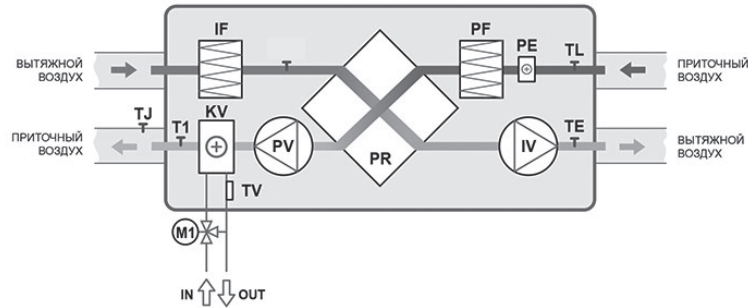 IF
PF
PE
TL
ВЫТЯЖНОЙ
ВОЗДУХ
ПРИТОЧНЫЙ
ВОЗДУХ
TJ
T1
KV
ПРИТОЧНЫЙ
ВОЗДУХ
PV
PR
IV
TE
ВЫТЯЖНОЙ
ВОЗДУХ
TV
M1
IN
OUT